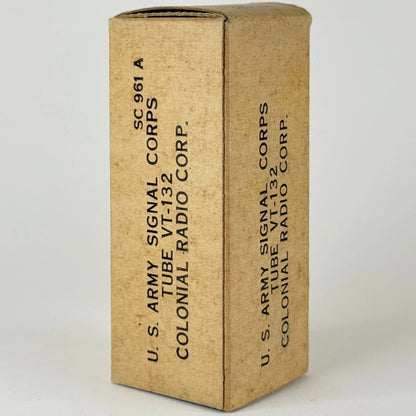 SC 961 A
U. S. ARMY SIGNAL CORPS
TUBE VT-132
COLONIAL RADIO CORP.
U. S. ARMY SIGNAL CORPS
TUBE VT-132
COLONIAL RADIO CORP.